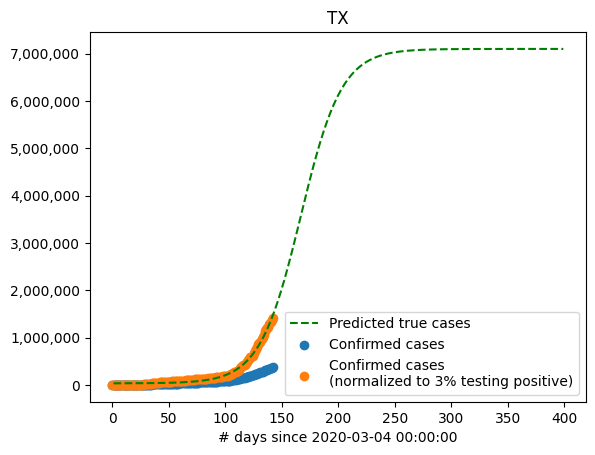 TX
7,000,000
6,000,000
5,000,000
4,000,000
3,000,000
2,000,000
1,000,000
0
Predicted true cases
Confirmed cases
Confirmed cases
(normalized to 3% testing positive)
0 50 100 150 200 250 300 350 400
# days since 2020-03-04 00:00:00